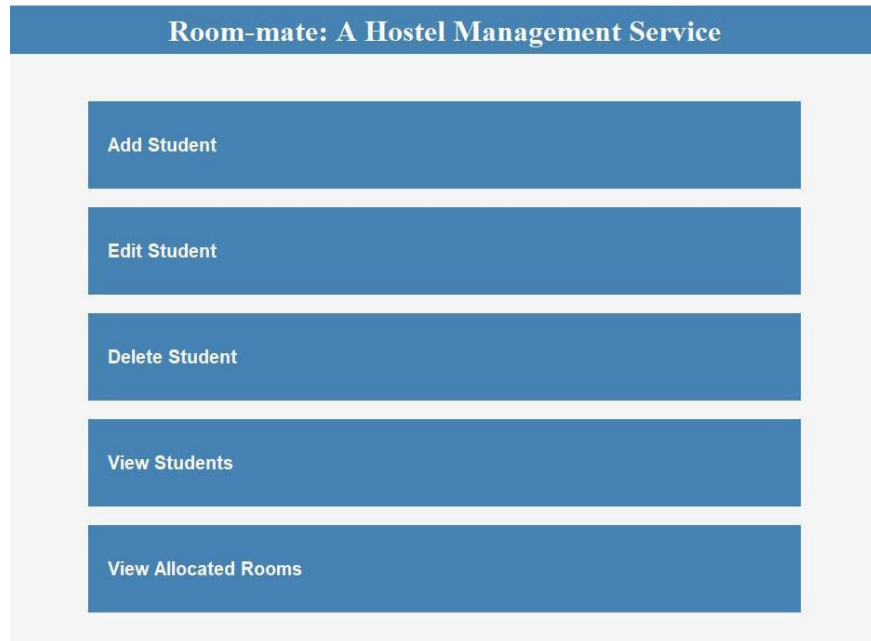 Room-mate: A Hostel Management Service
Add Student
Edit Student
Delete Student
View Students
View Allocated Rooms